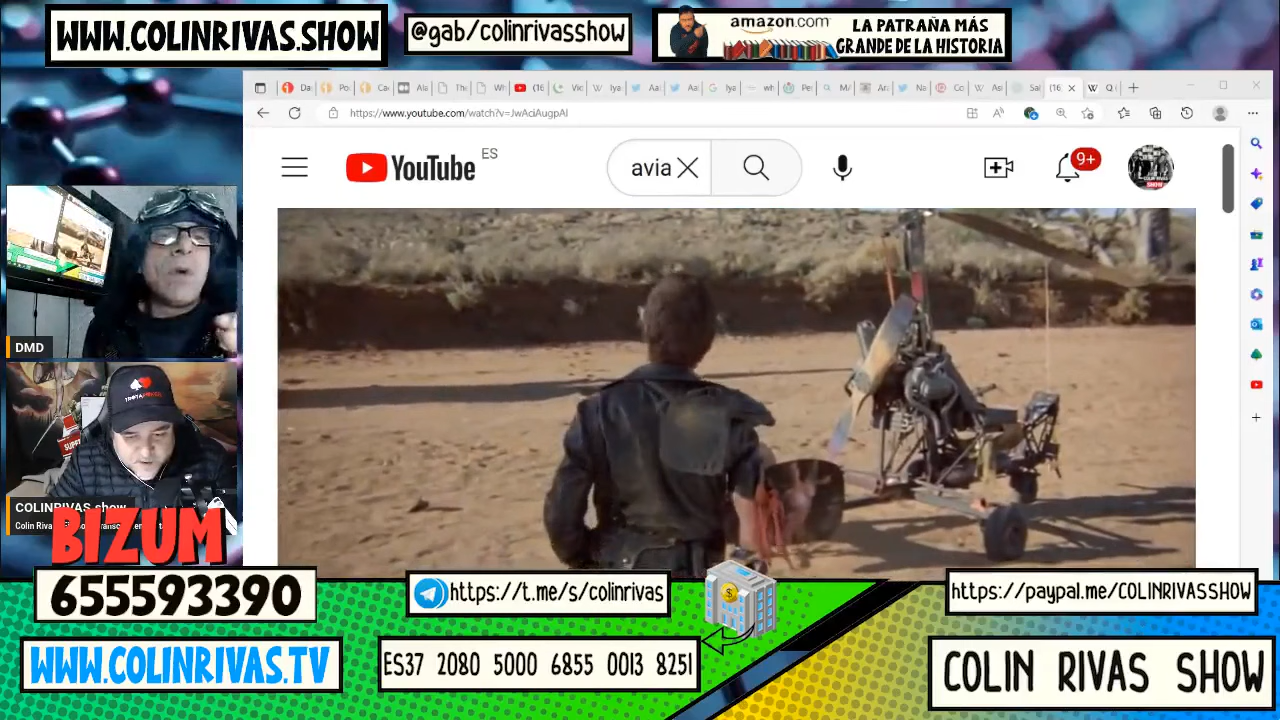 WWW.COLINRIVAS.SHOW
@gab/colinrivasshow
amazon.com
LA PATRAÑA MÁS
GRANDE DE LA HISTORIA
https://www.youtube.com/watch?v=JwAciAugpAI
YouTube
ES
avia
9+
DMD
COLINRIVAS show
BIZUM
655593390
https://t.me/s/colinrivas
https://paypal.me/COLINRIVASSHOW
WWW.COLINRIVAS.TV
ES37 2080 5000 6855 0013 8251
COLIN RIVAS SHOW